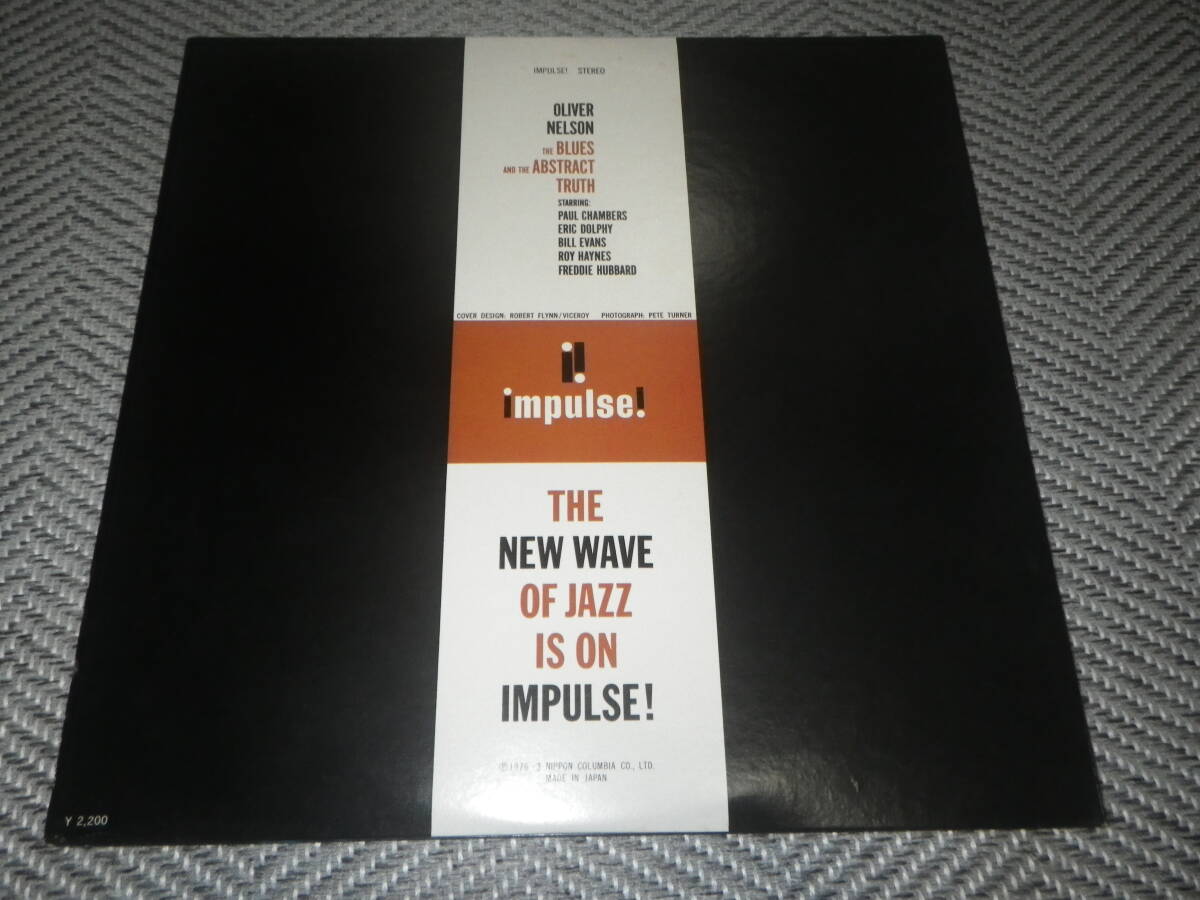 IMPULSE! STEREO
OLIVER
NELSON
THE BLUES
AND THE ABSTRACT
TRUTH
STARRING:
PAUL CHAMBERS
ERIC DOLPHY
BILL EVANS
ROY HAYNES
FREDDIE HUBBARD
COVER DESIGN: ROBERT FLYNN/VICEROY PHOTOGRAPH: PETE TURNER
i!
impulse!
THE
NEW WAVE
OF JAZZ
IS ON
IMPULSE!
Ⓟ1976·3 NIPPON COLUMBIA CO., LTD.
MADE IN JAPAN
Y 2,200